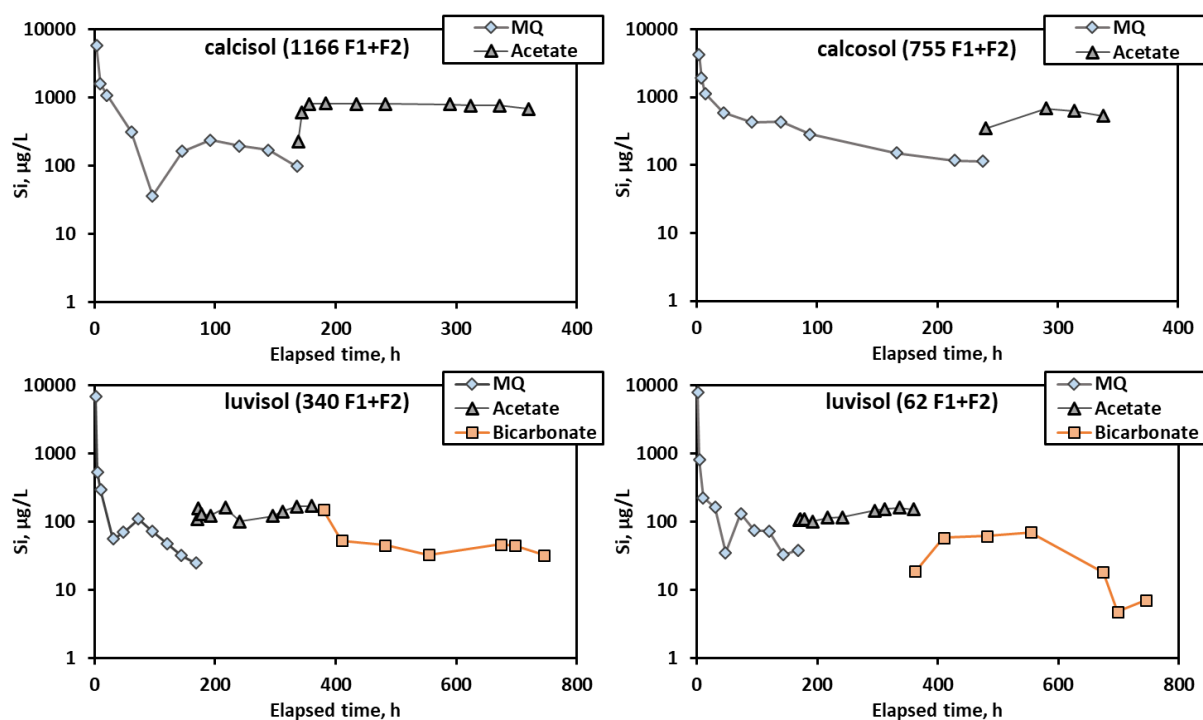 calcisol (1166 F1+F2)
MQ
Acetate
Si, µg/L
10000
1000
100
10
1
0
100
200
300
400
Elapsed time, h
calcosol (755 F1+F2)
MQ
Acetate
Si, µg/L
10000
1000
100
10
1
0
100
200
300
400
Elapsed time, h
luvisol (340 F1+F2)
MQ
Acetate
Bicarbonate
Si, µg/L
10000
1000
100
10
1
0
200
400
600
800
Elapsed time, h
luvisol (62 F1+F2)
MQ
Acetate
Bicarbonate
Si, µg/L
10000
1000
100
10
1
0
200
400
600
800
Elapsed time, h